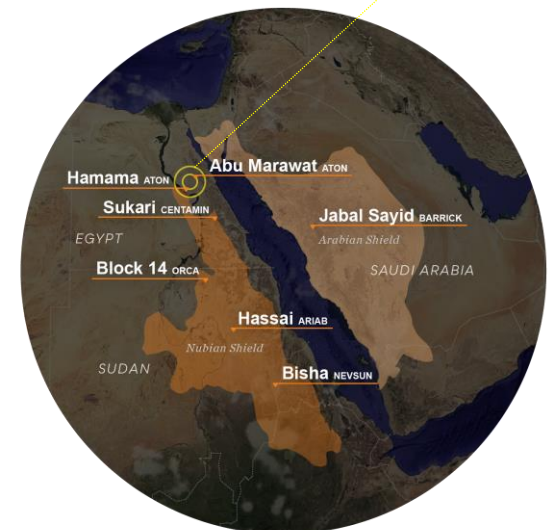 Abu Marawat ATON
Hamama ATON
Sukari CENTAMIN
Jabal Sayid BARRICK
Arabian Shield
EGYPT
SAUDI ARABIA
Block 14 ORCA
Hassai ARIAB
Nubian Shield
SUDAN
Bisha NEVSUN